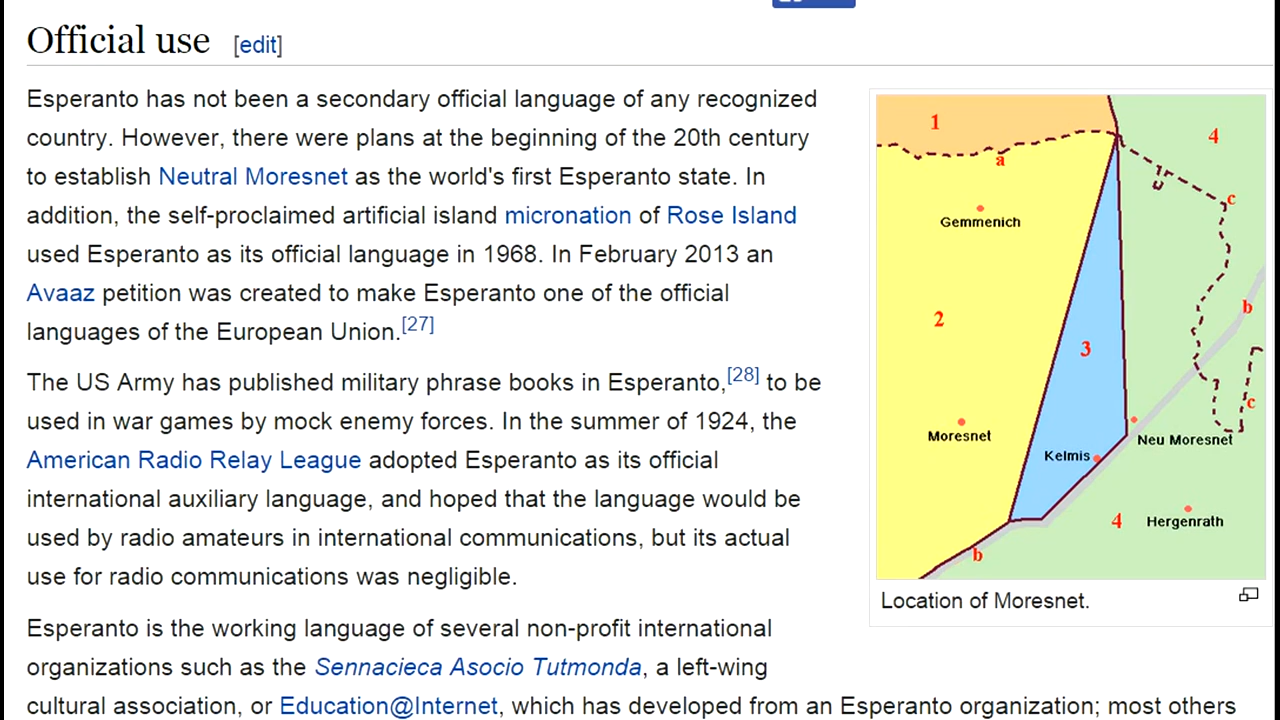 Official use [edit]
Esperanto has not been a secondary official language of any recognized
country. However, there were plans at the beginning of the 20th century
to establish Neutral Moresnet as the world's first Esperanto state. In
addition, the self-proclaimed artificial island micronation of Rose Island
used Esperanto as its official language in 1968. In February 2013 an
Avaaz petition was created to make Esperanto one of the official
languages of the European Union.[27]
The US Army has published military phrase books in Esperanto,[28] to be
used in war games by mock enemy forces. In the summer of 1924, the
American Radio Relay League adopted Esperanto as its official
international auxiliary language, and hoped that the language would be
used by radio amateurs in international communications, but its actual
use for radio communications was negligible.
Esperanto is the working language of several non-profit international
organizations such as the Sennacieca Asocio Tutmonda, a left-wing
cultural association, or Education@Internet, which has developed from an Esperanto organization; most others
1
4
a
c
Gemmenich
b
2
3
c
Moresnet
Neu Moresnet
Kelmis
4
Hergenrath
b
Location of Moresnet.